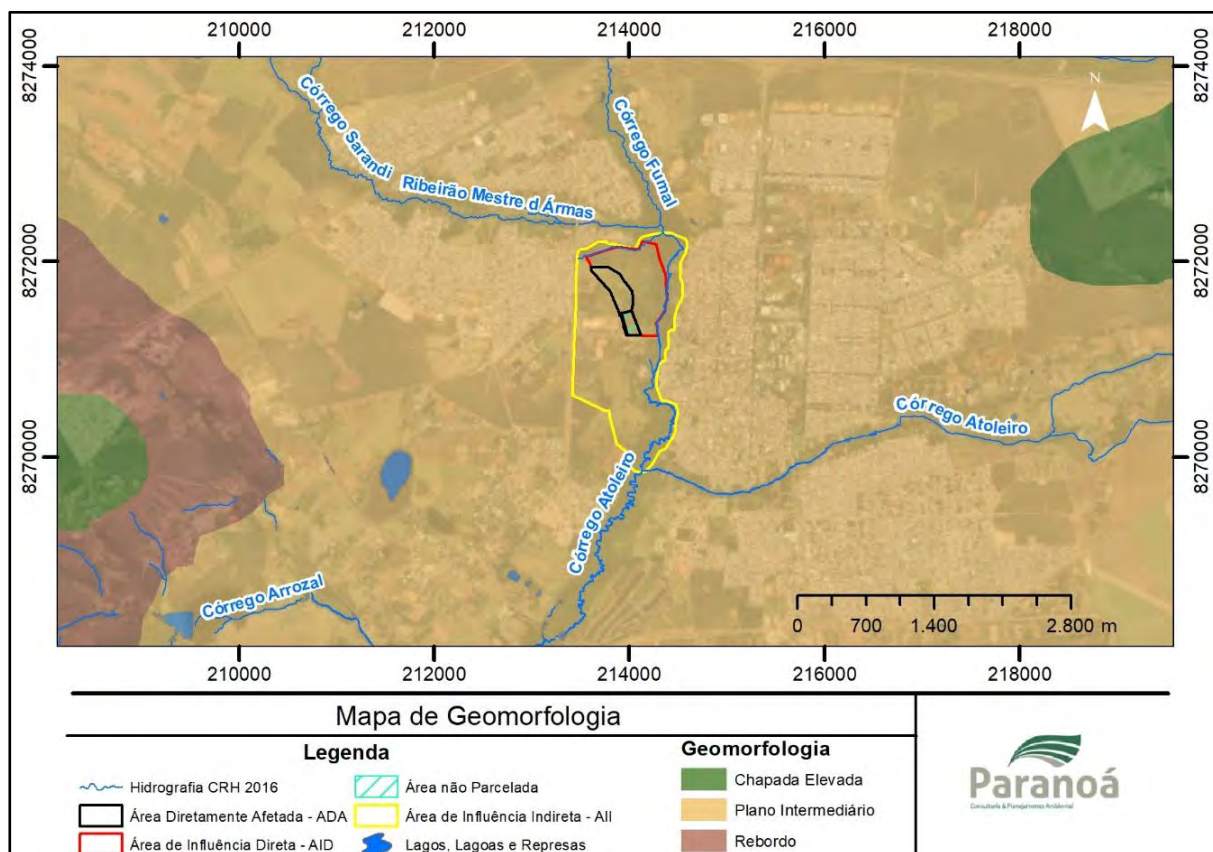 210000 212000 214000 216000 218000
8274000 8274000
N
Córrego Sarandi
Córrego Fumal
Ribeirão Mestre d Ármas
8272000 8272000
Córrego Atoleiro
8270000 8270000
Córrego Atoleiro
Córrego Arrozal
0 700 1.400 2.800 m
210000 212000 214000 216000 218000
Mapa de Geomorfologia
Legenda
Hidrografia CRH 2016
Área não Parcelada
Área Diretamente Afetada - ADA
Área de Influência Indireta - AII
Área de Influência Direta - AID
Lagos, Lagoas e Represas
Geomorfologia
Chapada Elevada
Plano Intermediário
Rebordo
Paranoá
Consultoria & Planejamento Ambiental